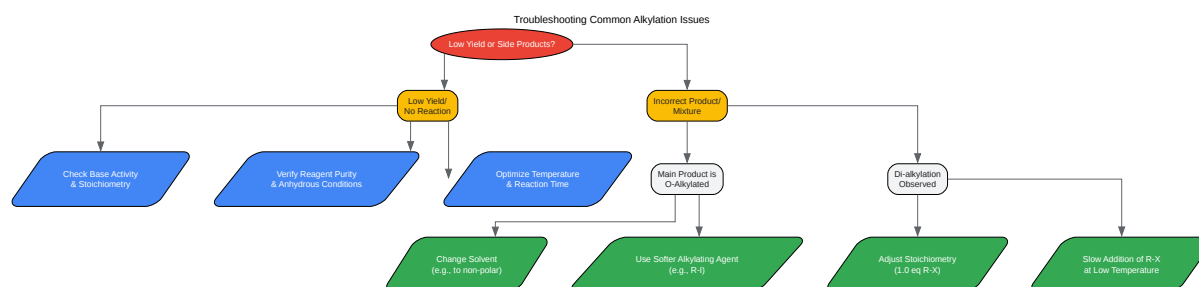 Troubleshooting Common Alkylation Issues
Low Yield or Side Products?
Low Yield/
No Reaction
Incorrect Product/
Mixture
Check Base Activity
& Stoichiometry
Verify Reagent Purity
& Anhydrous Conditions
Optimize Temperature
& Reaction Time
Main Product is
O-Alkylated
Di-alkylation
Observed
Change Solvent
(e.g., to non-polar)
Use Softer Alkylating Agent
(e.g., R-I)
Adjust Stoichiometry
(1.0 eq R-X)
Slow Addition of R-X
at Low Temperature